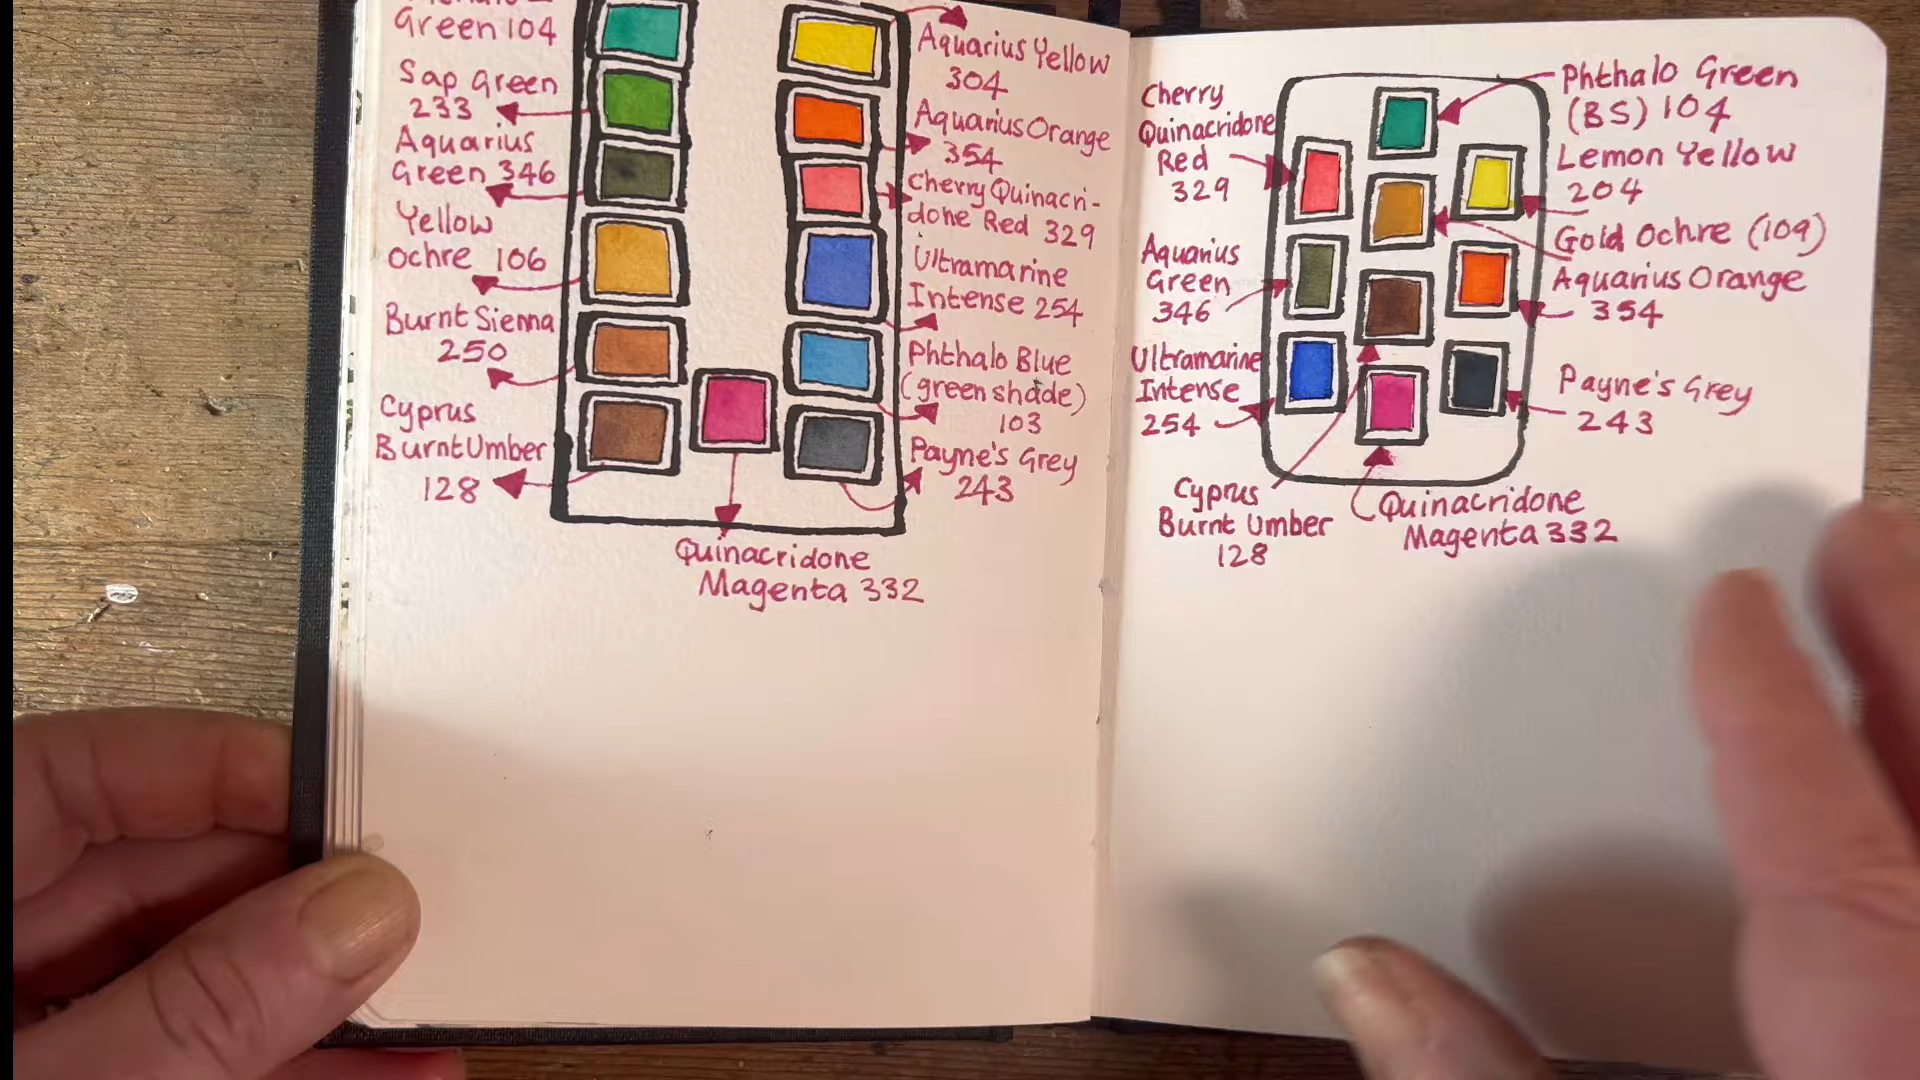 Green 104
Sap Green
233
Aquarius
Green 346
Yellow
Ochre 106
Burnt Sienna
250
Cyprus
Burnt Umber
128
Aquarius Yellow
304
Aquarius Orange
354
Cherry Quinacri-
done Red 329
Ultramarine
Intense 254
Phthalo Blue
(green shade)
103
Payne's Grey
243
Quinacridone
Magenta 332
Cherry
Quinacridone
Red
329
Aquarius
Green
346
Ultramarine
Intense
254
Cyprus
Burnt Umber
128
Phthalo Green
(BS) 104
Lemon Yellow
204
Gold Ochre (109)
Aquarius Orange
354
Payne's Grey
243
Quinacridone
Magenta 332